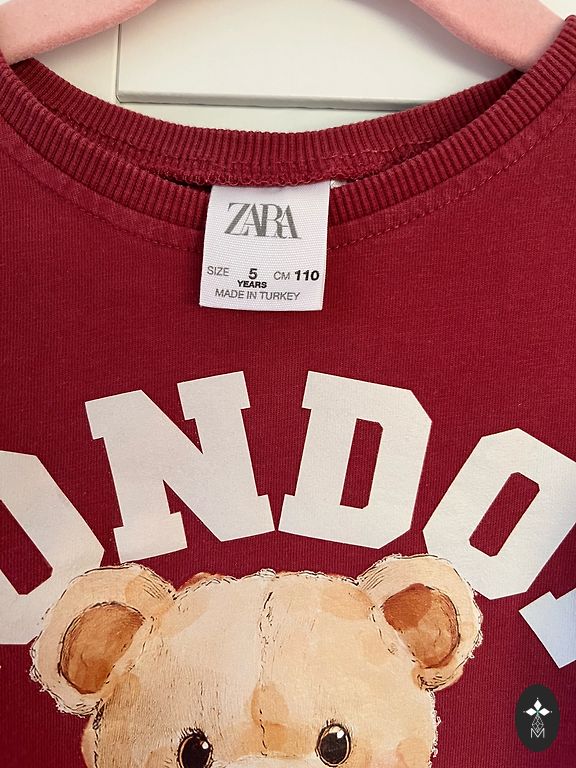 ZARA
SIZE 5 CM 110
YEARS
MADE IN TURKEY
ONDO
M